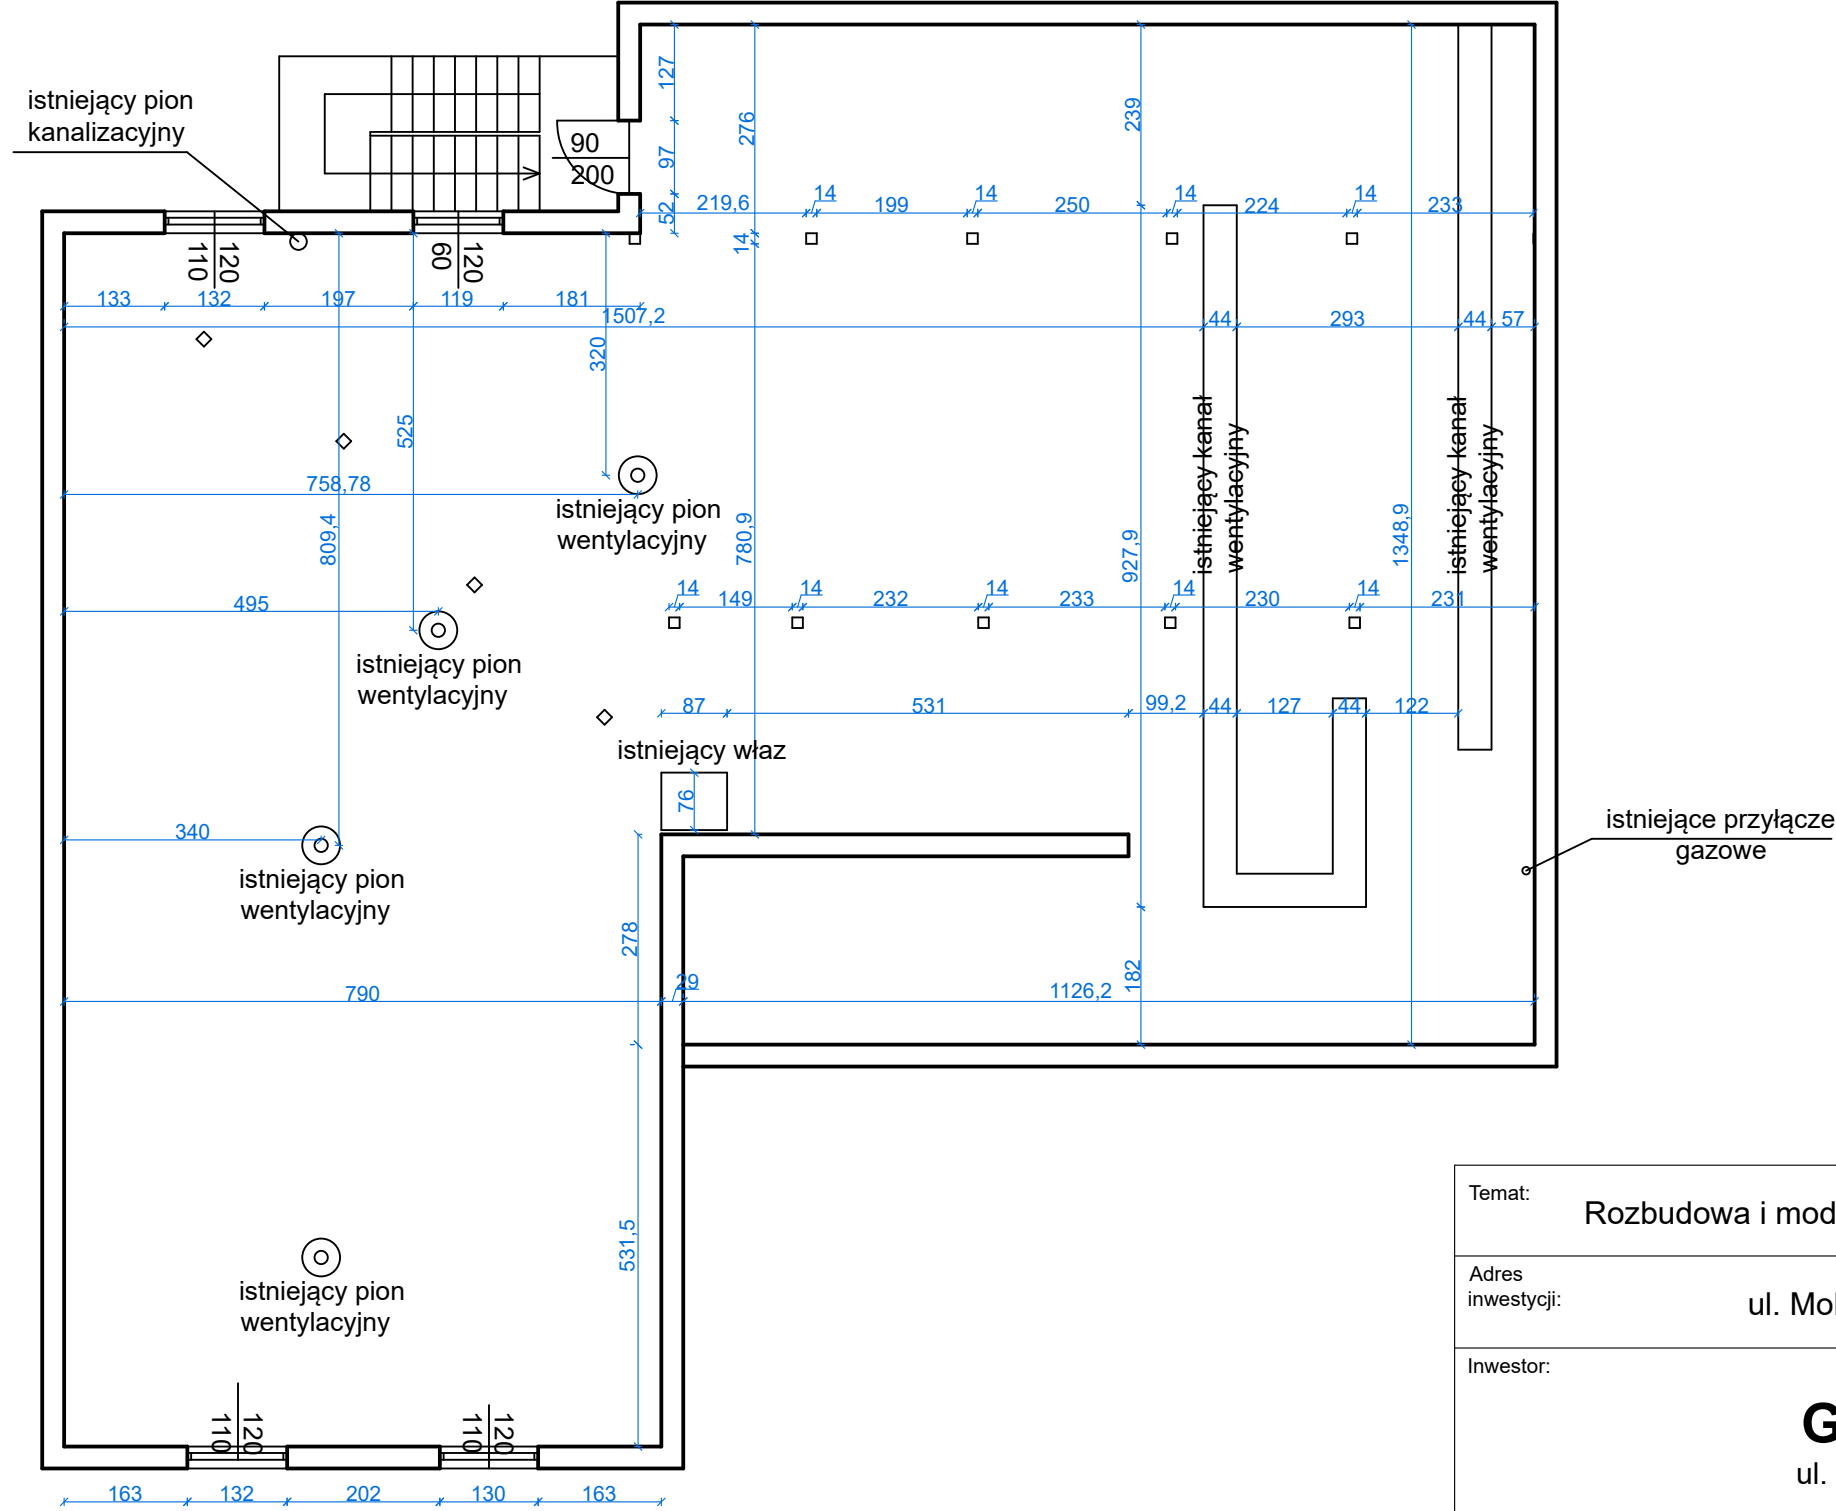 istniejący pion
kanalizacyjny
90
200
127
97
52
276
14
239
219,6
14
199
14
250
14
224
14
233
120
110
120
60
133
132
197
119
181
1507,2
44
293
44
57
320
525
809,4
758,78
istniejący pion
wentylacyjny
780,9
927,9
1348,9
istniejący kanał
wentylacyjny
istniejący kanał
wentylacyjny
495
istniejący pion
wentylacyjny
14
149
14
232
14
233
14
230
14
231
87
531
99,2
44
127
44
122
istniejący właz
76
340
istniejący pion
wentylacyjny
istniejące przyłącze
gazowe
278
182
790
29
1126,2
531,5
istniejący pion
wentylacyjny
120
110
120
110
163
132
202
130
163
Temat:
Rozbudowa i mod
Adres
inwestycji:
ul. Mo
Inwestor:
G
ul.